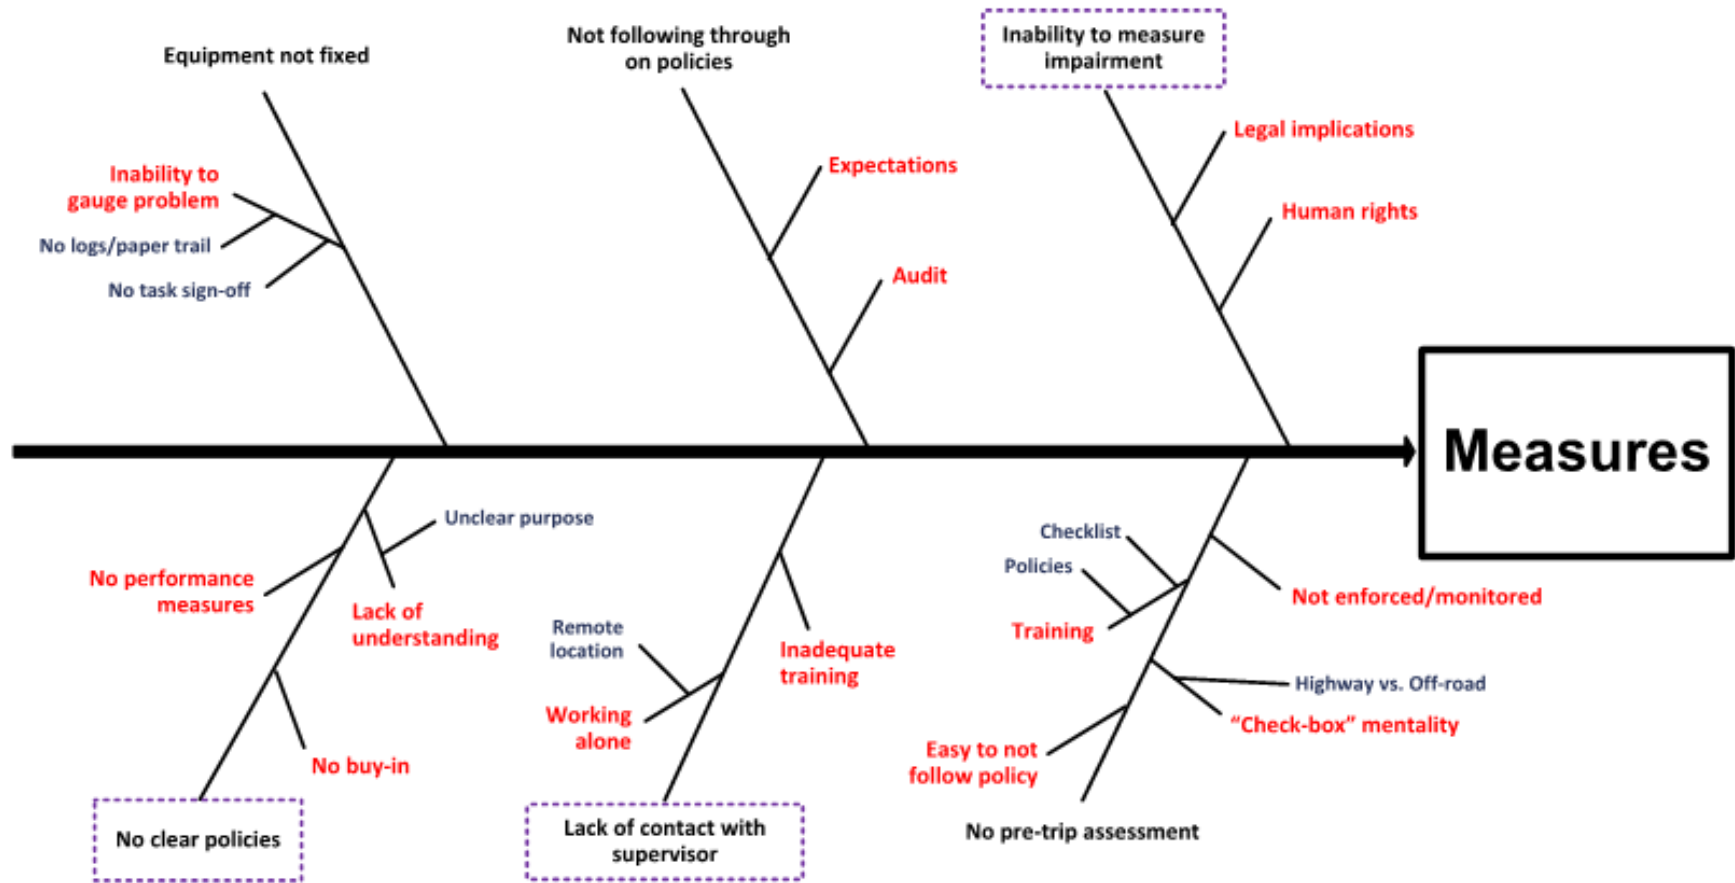 Equipment not fixed
Not following through
on policies
Inability to measure
impairment
Inability to
gauge problem
No logs/paper trail
No task sign-off
Expectations
Audit
Legal implications
Human rights
Measures
Unclear purpose
No performance
measures
Lack of
understanding
No buy-in
No clear policies
Remote
location
Inadequate
training
Working
alone
Lack of contact with
supervisor
Checklist
Policies
Training
Not enforced/monitored
Highway vs. Off-road
“Check-box” mentality
Easy to not
follow policy
No pre-trip assessment